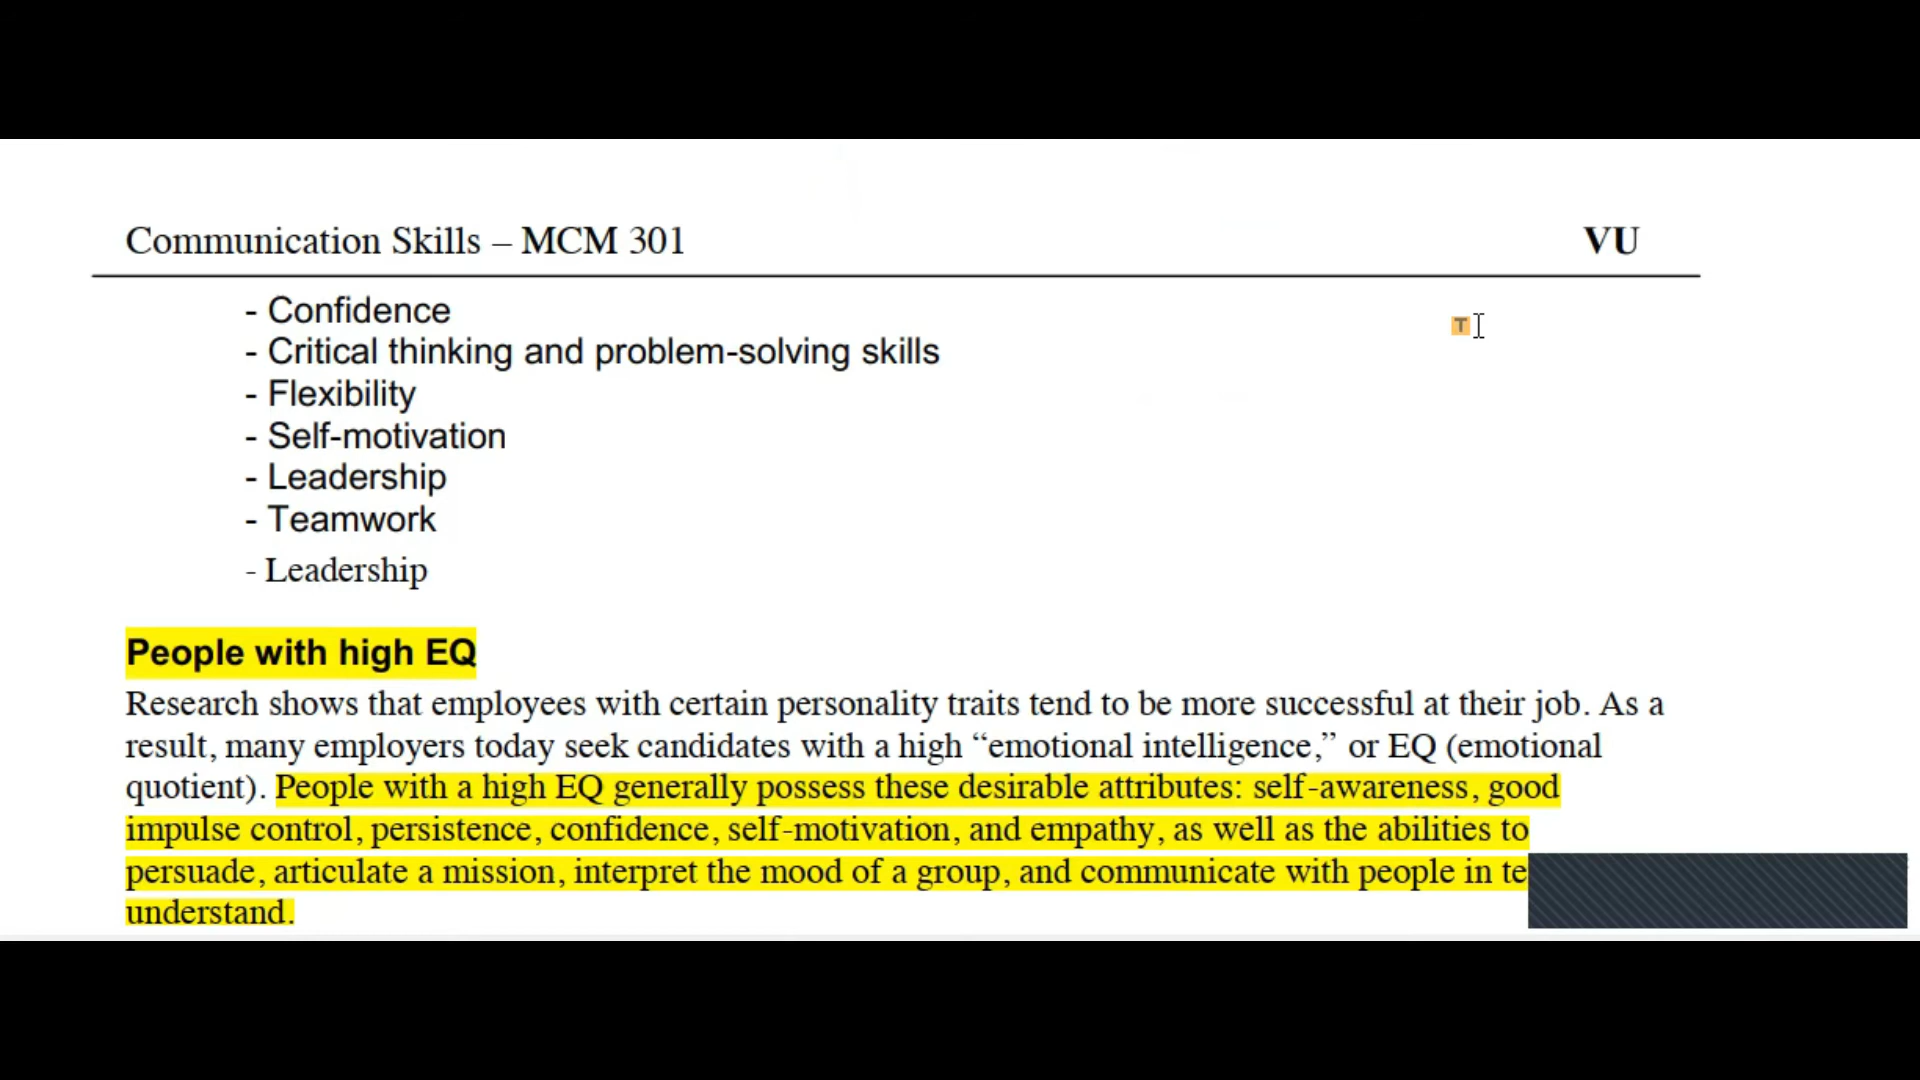 Communication Skills – MCM 301 VU
- Confidence
- Critical thinking and problem-solving skills
- Flexibility
- Self-motivation
- Leadership
- Teamwork
- Leadership
People with high EQ
Research shows that employees with certain personality traits tend to be more successful at their job. As a
result, many employers today seek candidates with a high “emotional intelligence,” or EQ (emotional
quotient). People with a high EQ generally possess these desirable attributes: self-awareness, good
impulse control, persistence, confidence, self-motivation, and empathy, as well as the abilities to
persuade, articulate a mission, interpret the mood of a group, and communicate with people in
understand.